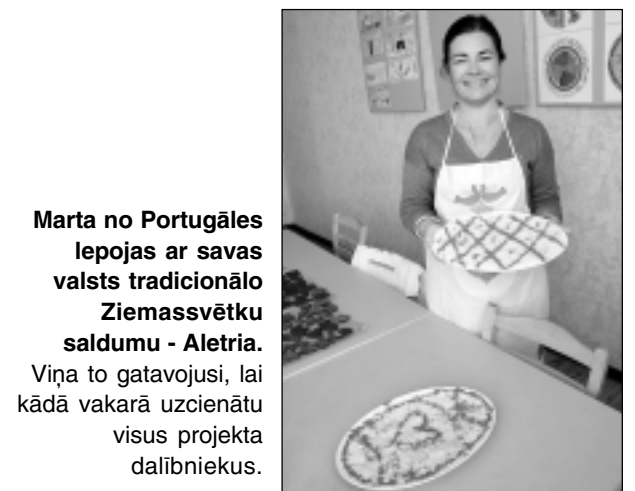 Marta no Portugāles
lepojas ar savas
valsts tradicionālo
Ziemassvētku
saldumu - Aletria.
Viņa to gatavojusi, lai
kādā vakarā uzcienātu
visus projekta
dalībniekus.